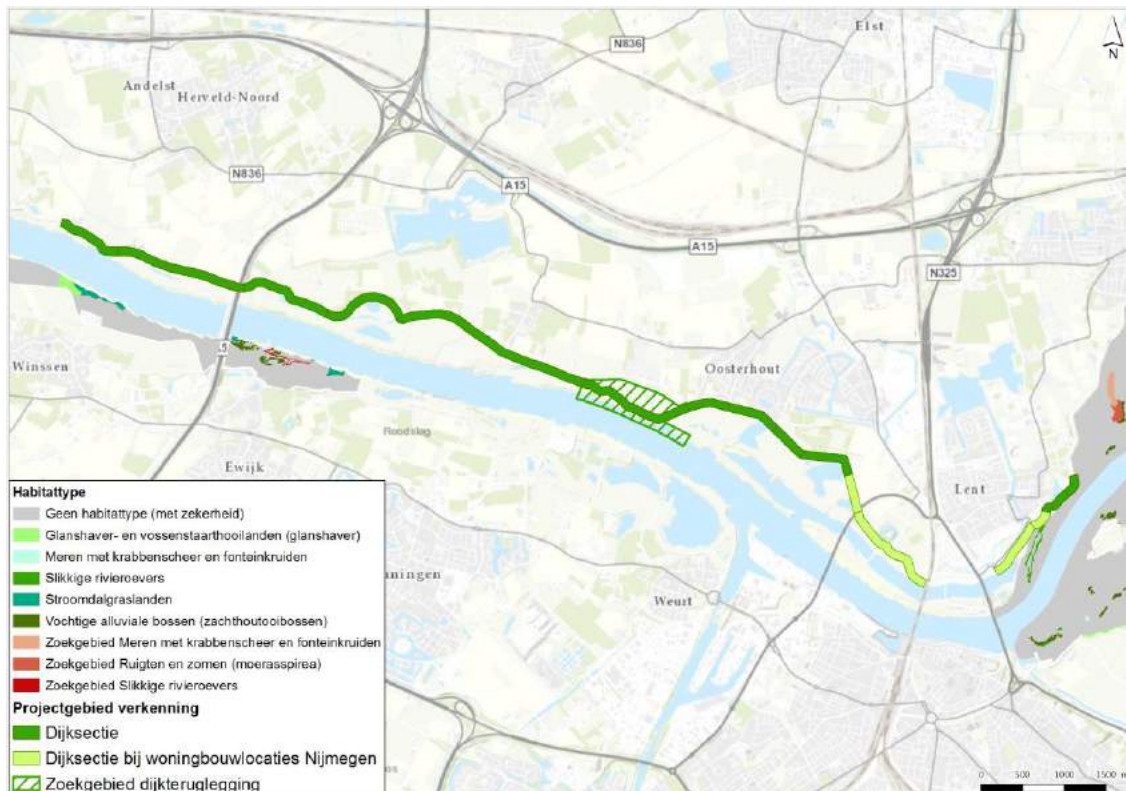 Elst
N836
N
Andelst
Herveld-Noord
N836
A15
A15
N325
Winssen
Oosterhout
Ewijk
Lent
Weurt
Habitattype
Geen habitattype (met zekerheid)
Glanshaver- en vossenstaarthooilanden (glanshaver)
Meren met krabbenscheer en fonteinkruiden
Slikkige rivieroevers
Stroomdalgraslanden
Vochtige alluviale bossen (zachthoutooibossen)
Zoekgebied Meren met krabbenscheer en fonteinkruiden
Zoekgebied Ruigten en zomen (moerasspirea)
Zoekgebied Slikkige rivieroevers
Projectgebied verkenning
Dijksectie
Dijksectie bij woningbouwlocaties Nijmegen
Zoekgebied dijkteruglegging
0 500 1000 1500 m